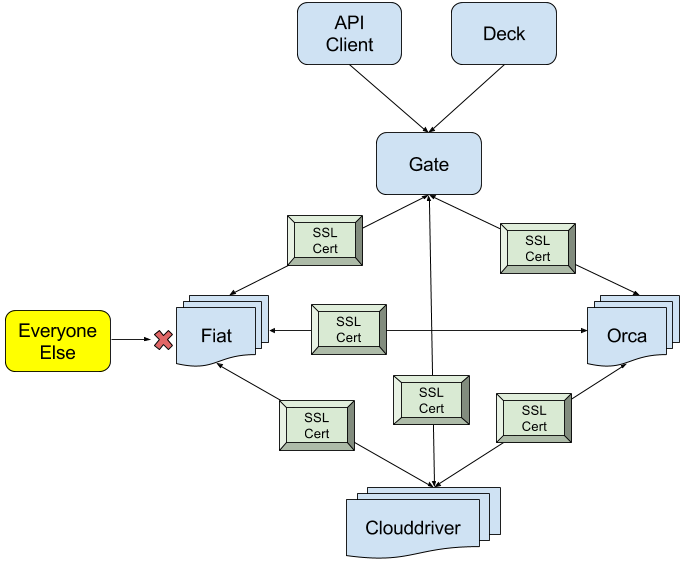 API
Client
Deck
Gate
SSL
Cert
SSL
Cert
Everyone
Else
Fiat
SSL
Cert
Orca
SSL
Cert
SSL
Cert
SSL
Cert
Clouddriver